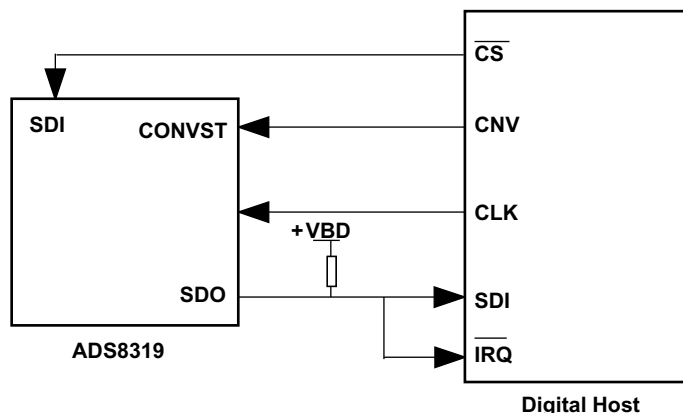 CS
SDI
CONVST
CNV
CLK
+VBD
SDO
SDI
IRQ
ADS8319
Digital Host